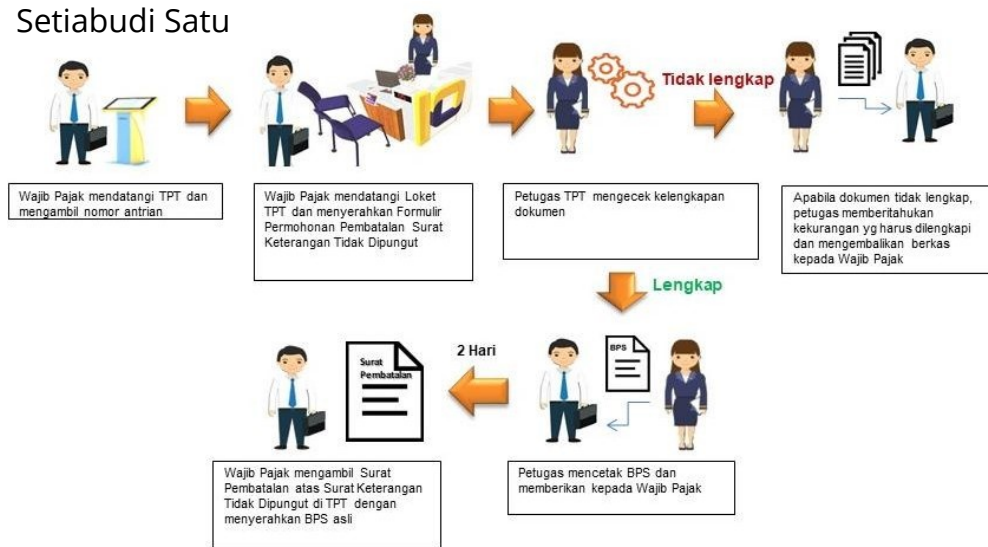 Setiabudi Satu
Tidak lengkap
Wajib Pajak mendatangi TPT dan
mengambil nomor antrian
Wajib Pajak mendatangi Loket
TPT dan menyerahkan Formulir
Permohonan Pembatalan Surat
Keterangan Tidak Dipungut
Petugas TPT mengecek kelengkapan
dokumen
Apabila dokumen tidak lengkap,
petugas memberitahukan
kekurangan yg harus dilengkapi
dan mengembalikan berkas
kepada Wajib Pajak
Lengkap
2 Hari
BPS
Surat
Pembatalan
Wajib Pajak mengambil Surat
Pembatalan atas Surat Keterangan
Tidak Dipungut di TPT dengan
menyerahkan BPS asli
Petugas mencetak BPS dan
memberikan kepada Wajib Pajak